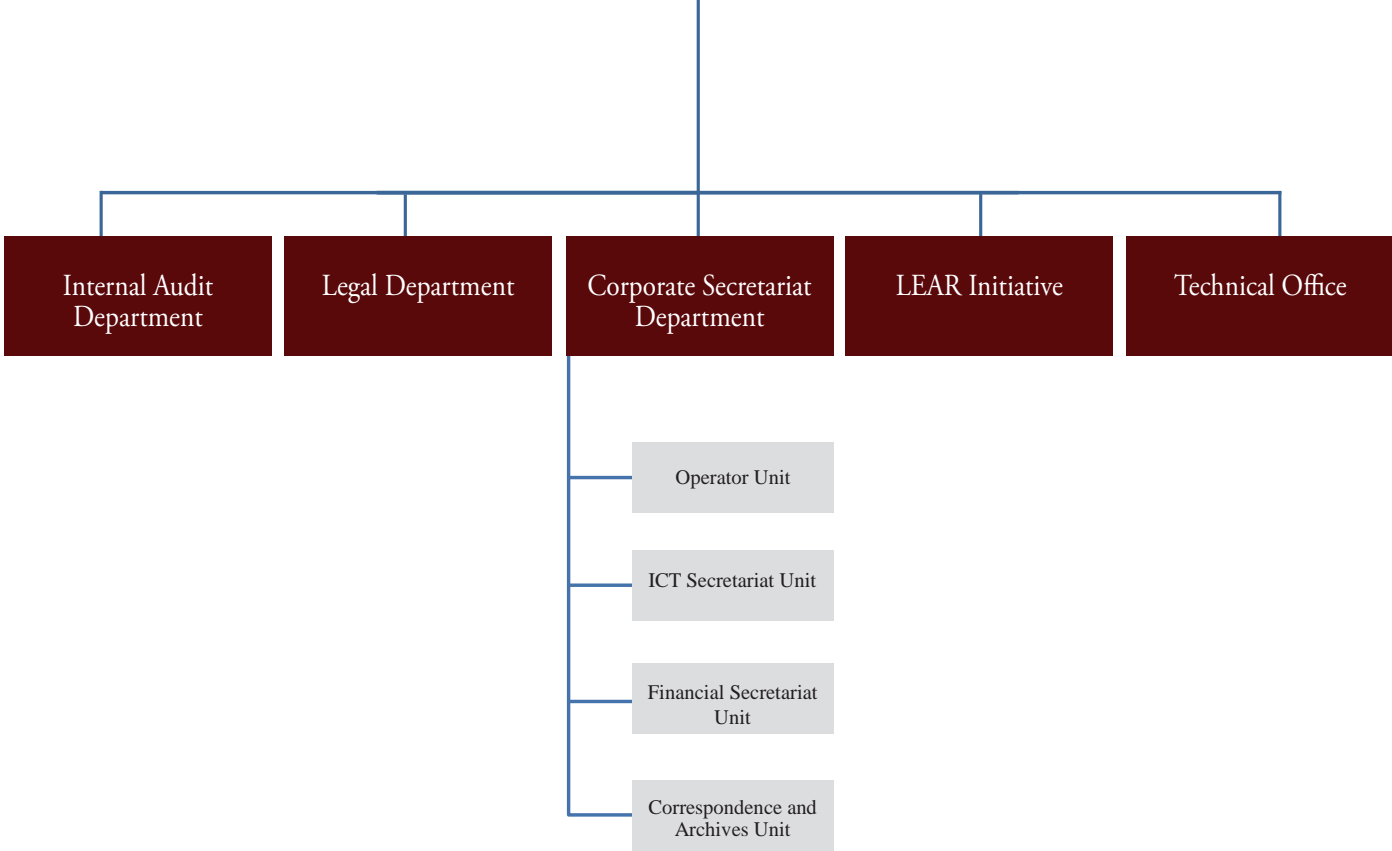 Internal Audit
Department
Legal Department
Corporate Secretariat
Department
LEAR Initiative
Technical Office
Operator Unit
ICT Secretariat Unit
Financial Secretariat
Unit
Correspondence and
Archives Unit